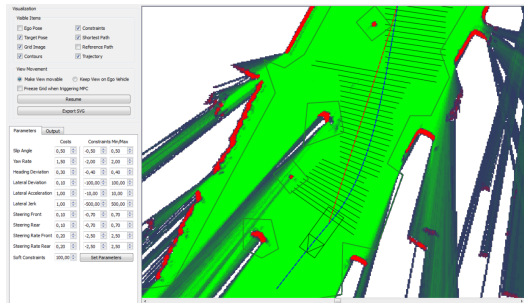 Visualization
Visible Items
Ego Pose Constraints
Target Pose Shortest Path
Grid Image Reference Path
Contours Trajectory
View Movement
Make View movable Keep View on Ego Vehicle
Freeze Grid when triggering MPC
Resume
Export SVG
Parameters Output
Costs Constraints Min/Max
Slip Angle 0,50 -0,50 0,50
Yaw Rate 1,50 -2,00 2,00
Heading Deviation 0,30 -0,40 0,40
Lateral Deviation 0,10 -100,00 100,00
Lateral Acceleration 1,00 -10,00 10,00
Lateral Jerk 1,00 -500,00 500,00
Steering Front 0,10 -0,70 0,70
Steering Rear 0,10 -0,70 0,70
Steering Rate Front 0,20 -2,50 2,50
Steering Rate Rear 0,20 -2,50 2,50
Soft Constraints 100,00 Set Parameters